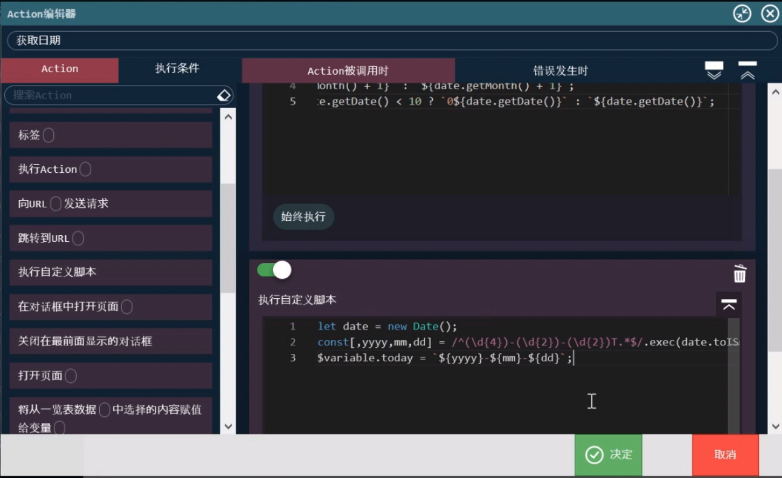 Action编辑器
获取日期
Action
执行条件
Action被调用时
错误发生时
搜索Action
标签
执行Action
向URL 发送请求
跳转到URL
执行自定义脚本
在对话框中打开页面
关闭在最前面显示的对话框
打开页面
将从一览表数据 中选择的内容赋值
给变量
4 onth() + 1}` : `${date.getMonth() + 1}`;
5 :e.getDate() < 10 ? `0${date.getDate()}` : `${date.getDate()}`;
始终执行
执行自定义脚本
1 let date = new Date();
2 const[,yyyy,mm,dd] = /^(\d{4})-(\d{2})-(\d{2})T.*$/.exec(date.toIS
3 $variable.today = `${yyyy}-${mm}-${dd}`;
决定
取消